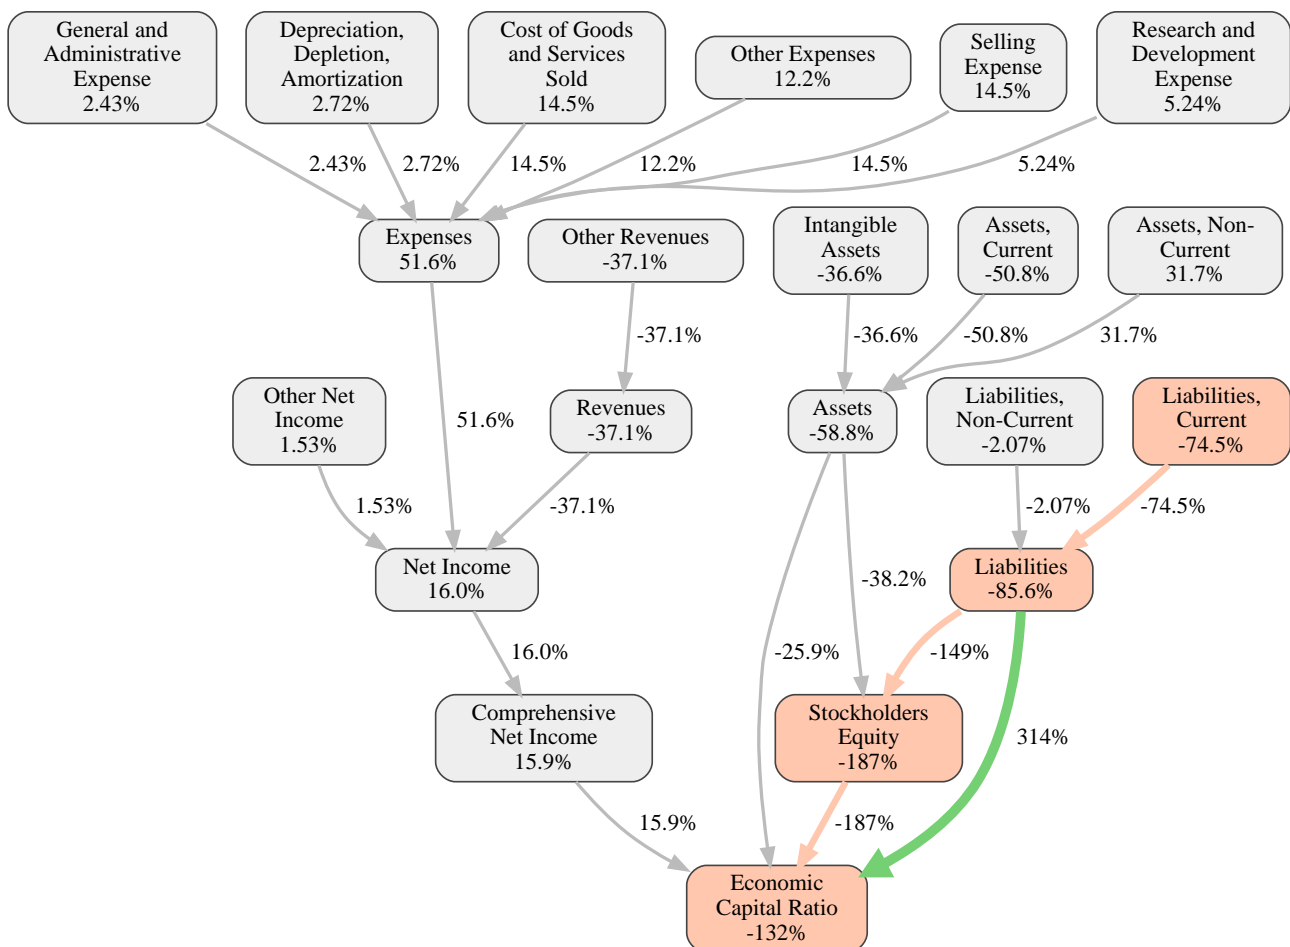 General and
Administrative
Expense
2.43%
Depreciation,
Depletion,
Amortization
2.72%
Cost of Goods
and Services
Sold
14.5%
Other Expenses
12.2%
Selling
Expense
14.5%
Research and
Development
Expense
5.24%
2.43%
2.72%
14.5%
12.2%
14.5%
5.24%
Expenses
51.6%
Other Revenues
-37.1%
Intangible
Assets
-36.6%
Assets,
Current
-50.8%
Assets, Non-
Current
31.7%
-37.1%
-36.6%
-50.8%
31.7%
Other Net
Income
1.53%
51.6%
Revenues
-37.1%
Assets
-58.8%
Liabilities,
Non-Current
-2.07%
Liabilities,
Current
-74.5%
1.53%
-37.1%
-2.07%
-74.5%
Net Income
16.0%
-38.2%
Liabilities
-85.6%
16.0%
-25.9%
-149%
Comprehensive
Net Income
15.9%
Stockholders
Equity
-187%
314%
15.9%
-187%
Economic
Capital Ratio
-132%